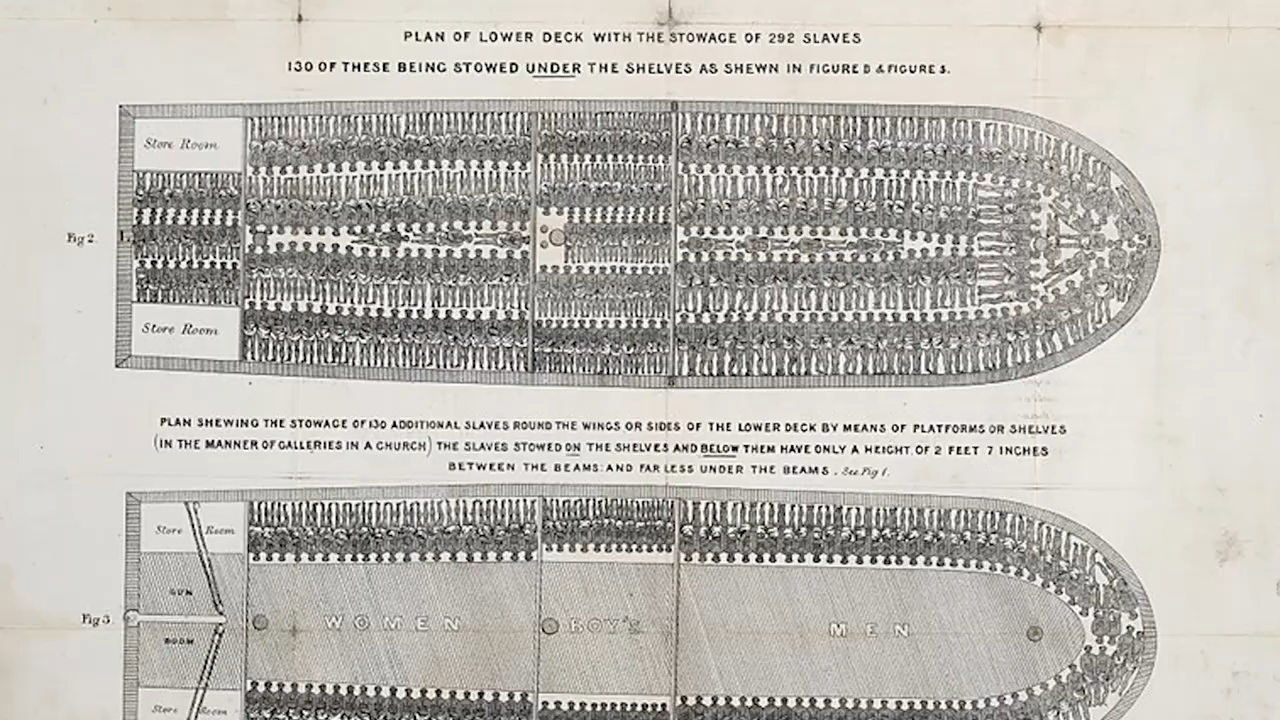 PLAN OF LOWER DECK WITH THE STOWAGE OF 292 SLAVES
130 OF THESE BEING STOWED UNDER THE SHELVES AS SHEWN IN FIGURE D & FIGURE 5.
Store Room
Fig 2.
Store Room
PLAN SHEWING THE STOWAGE OF 130 ADDITIONAL SLAVES ROUND THE WINGS OR SIDES OF THE LOWER DECK BY MEANS OF PLATFORMS OR SHELVES
(IN THE MANNER OF GALLERIES IN A CHURCH) THE SLAVES STOWED ON THE SHELVES AND BELOW THEM HAVE ONLY A HEIGHT OF 2 FEET 7 INCHES
BETWEEN THE BEAMS: AND FAR LESS UNDER THE BEAMS. See Fig 1.
Store Room
GUN
Fig 3.
WOMEN
BOY'S
MEN
ROOM
Store Room